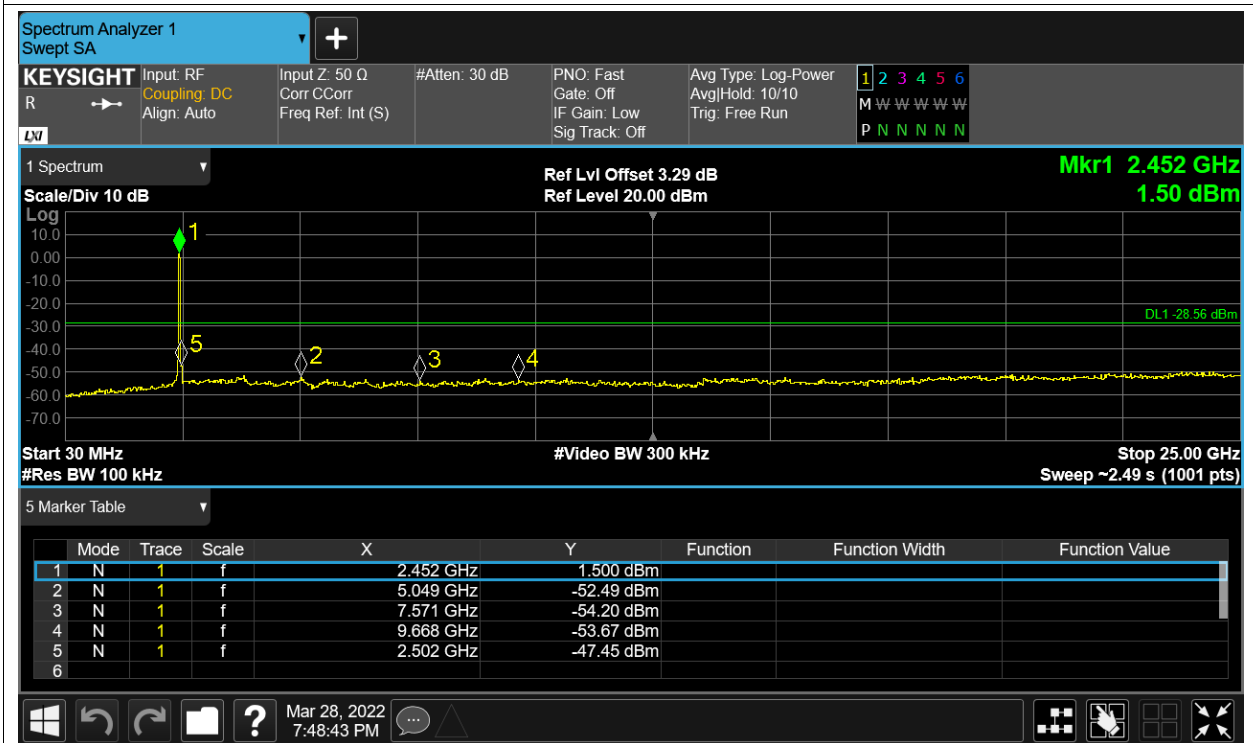 Spectrum Analyzer 1
Swept SA
KEYSIGHT
R
LXI
Input: RF
Coupling: DC
Align: Auto
Input Z: 50 Ω
Corr CCorr
Freq Ref: Int (S)
#Atten: 30 dB
PNO: Fast
Gate: Off
IF Gain: Low
Sig Track: Off
Avg Type: Log-Power
Avg|Hold: 10/10
Trig: Free Run
1 2 3 4 5 6
M W W W W W
P N N N N N
1 Spectrum
Scale/Div 10 dB
Ref Lvl Offset 3.29 dB
Ref Level 20.00 dBm
Mkr1 2.452 GHz
1.50 dBm
Log
10.0
0.00
-10.0
-20.0
-30.0
-40.0
-50.0
-60.0
-70.0
1
5
2
3
4
DL1 -28.56 dBm
Start 30 MHz
#Video BW 300 kHz
Stop 25.00 GHz
#Res BW 100 kHz
Sweep ~2.49 s (1001 pts)
5 Marker Table
Mode Trace Scale X Y Function Function Width Function Value
1 N 1 f 2.452 GHz 1.500 dBm
2 N 1 f 5.049 GHz -52.49 dBm
3 N 1 f 7.571 GHz -54.20 dBm
4 N 1 f 9.668 GHz -53.67 dBm
5 N 1 f 2.502 GHz -47.45 dBm
6
?
Mar 28, 2022
7:48:43 PM